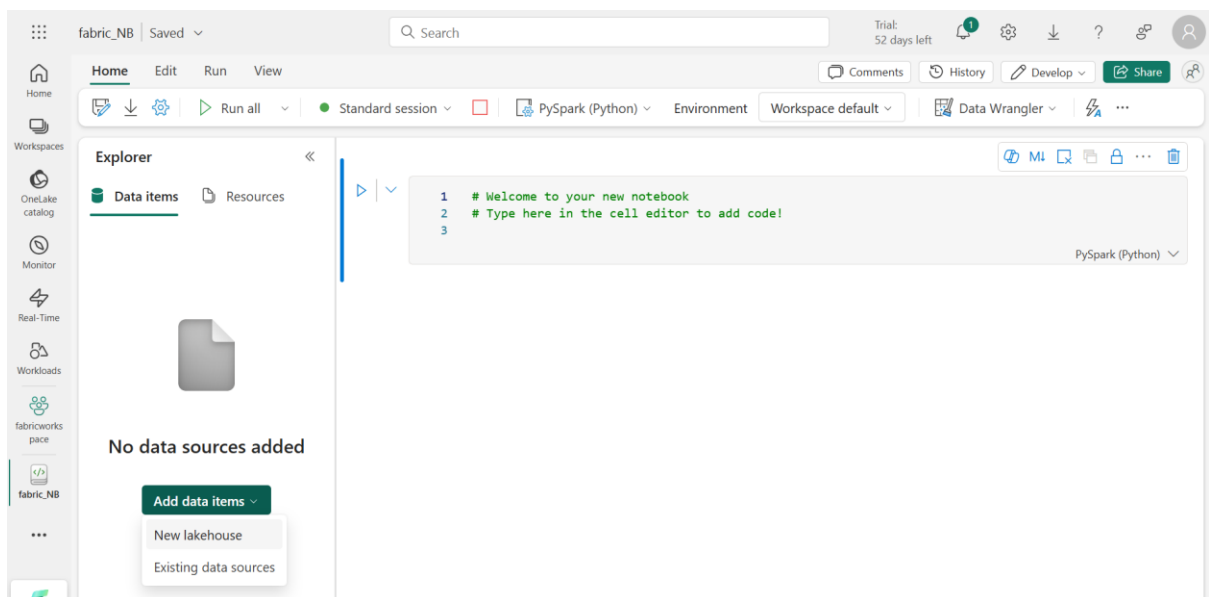 fabric_NB | Saved
Search
Trial:
52 days left
1
Home
Workspaces
OneLake
catalog
Monitor
Real-Time
Workloads
fabricworks
pace
fabric_NB
Home Edit Run View
Comments History Develop Share
Run all Standard session PySpark (Python) Environment Workspace default Data Wrangler
Explorer
Data items Resources
No data sources added
Add data items
New lakehouse
Existing data sources
M↓
1 # Welcome to your new notebook
2 # Type here in the cell editor to add code!
3
PySpark (Python)